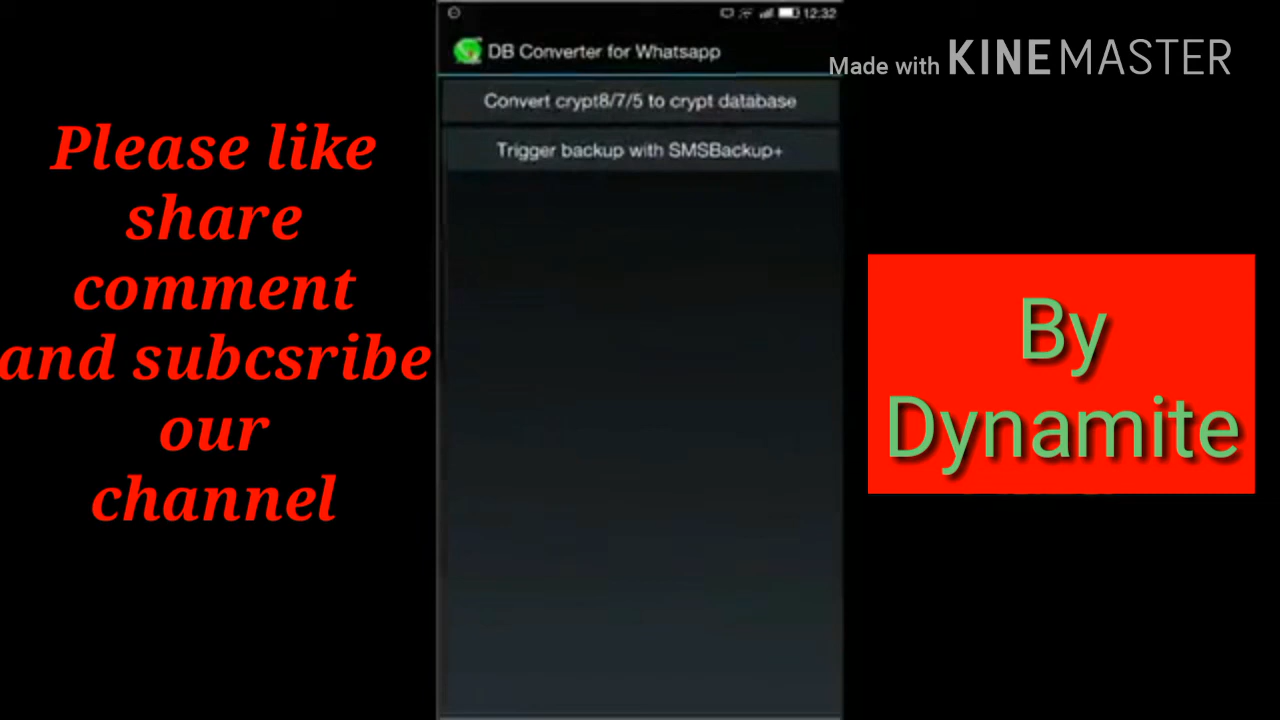 12:32
DB Converter for Whatsapp
Made with KINEMASTER
Convert crypt8/7/5 to crypt database
Trigger backup with SMSBackup+
Please like
share
comment
and subcsribe
our
channel
By
Dynamite